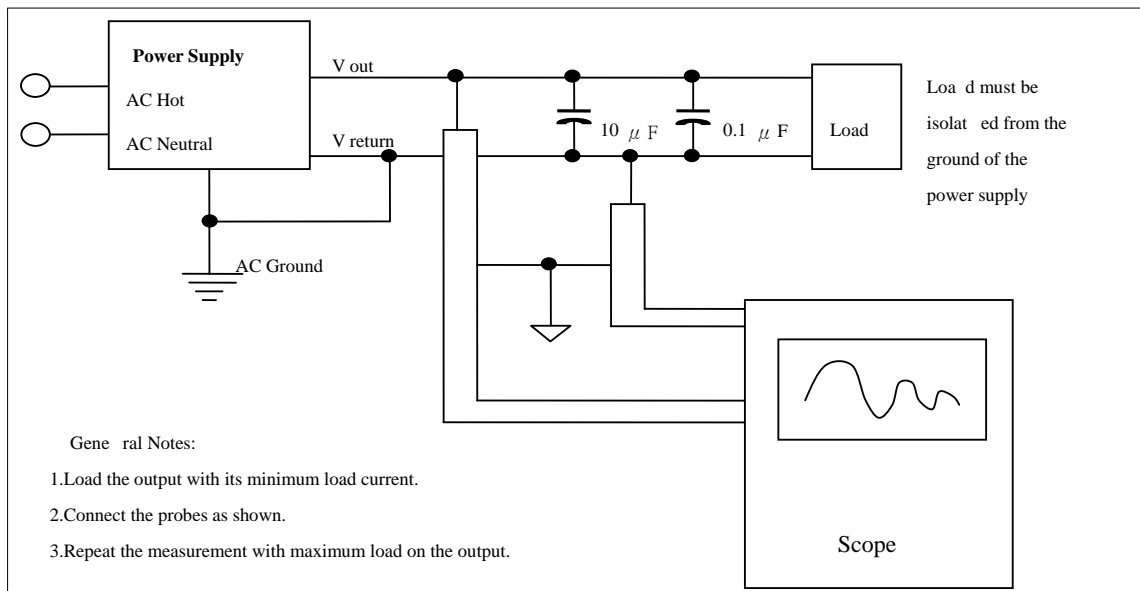 Power Supply
V out
AC Hot
AC Neutral
V return
10 μ F
0.1 μ F
Load
Loa d must be
isolat ed from the
ground of the
power supply
AC Ground
Gene ral Notes:
1.Load the output with its minimum load current.
2.Connect the probes as shown.
3.Repeat the measurement with maximum load on the output.
Scope